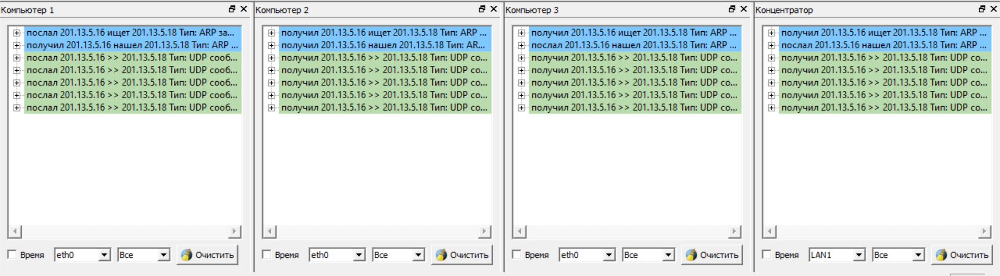 Компьютер 1
послал 201.13.5.16 ищет 201.13.5.18 Тип: ARP за...
получил 201.13.5.16 нашел 201.13.5.18 Тип: ARP ...
послал 201.13.5.16 >> 201.13.5.18 Тип: UDP сооб...
послал 201.13.5.16 >> 201.13.5.18 Тип: UDP сооб...
послал 201.13.5.16 >> 201.13.5.18 Тип: UDP сооб...
послал 201.13.5.16 >> 201.13.5.18 Тип: UDP сооб...
послал 201.13.5.16 >> 201.13.5.18 Тип: UDP сооб...
Время eth0 Все Очистить
Компьютер 2
получил 201.13.5.16 ищет 201.13.5.18 Тип: ARP ...
получил 201.13.5.16 нашел 201.13.5.18 Тип: AR...
получил 201.13.5.16 >> 201.13.5.18 Тип: UDP со...
получил 201.13.5.16 >> 201.13.5.18 Тип: UDP со...
получил 201.13.5.16 >> 201.13.5.18 Тип: UDP со...
получил 201.13.5.16 >> 201.13.5.18 Тип: UDP со...
получил 201.13.5.16 >> 201.13.5.18 Тип: UDP со...
Время eth0 Все Очистить
Компьютер 3
получил 201.13.5.16 ищет 201.13.5.18 Тип: ARP ...
послал 201.13.5.16 нашел 201.13.5.18 Тип: ARP ...
получил 201.13.5.16 >> 201.13.5.18 Тип: UDP со...
получил 201.13.5.16 >> 201.13.5.18 Тип: UDP со...
получил 201.13.5.16 >> 201.13.5.18 Тип: UDP со...
получил 201.13.5.16 >> 201.13.5.18 Тип: UDP со...
получил 201.13.5.16 >> 201.13.5.18 Тип: UDP со...
Время eth0 Все Очистить
Концентратор
получил 201.13.5.16 ищет 201.13.5.18 Тип: ARP ...
послал 201.13.5.16 нашел 201.13.5.18 Тип: ARP ...
получил 201.13.5.16 >> 201.13.5.18 Тип: UDP со...
получил 201.13.5.16 >> 201.13.5.18 Тип: UDP со...
получил 201.13.5.16 >> 201.13.5.18 Тип: UDP со...
получил 201.13.5.16 >> 201.13.5.18 Тип: UDP со...
получил 201.13.5.16 >> 201.13.5.18 Тип: UDP со...
Время LAN1 Все Очистить